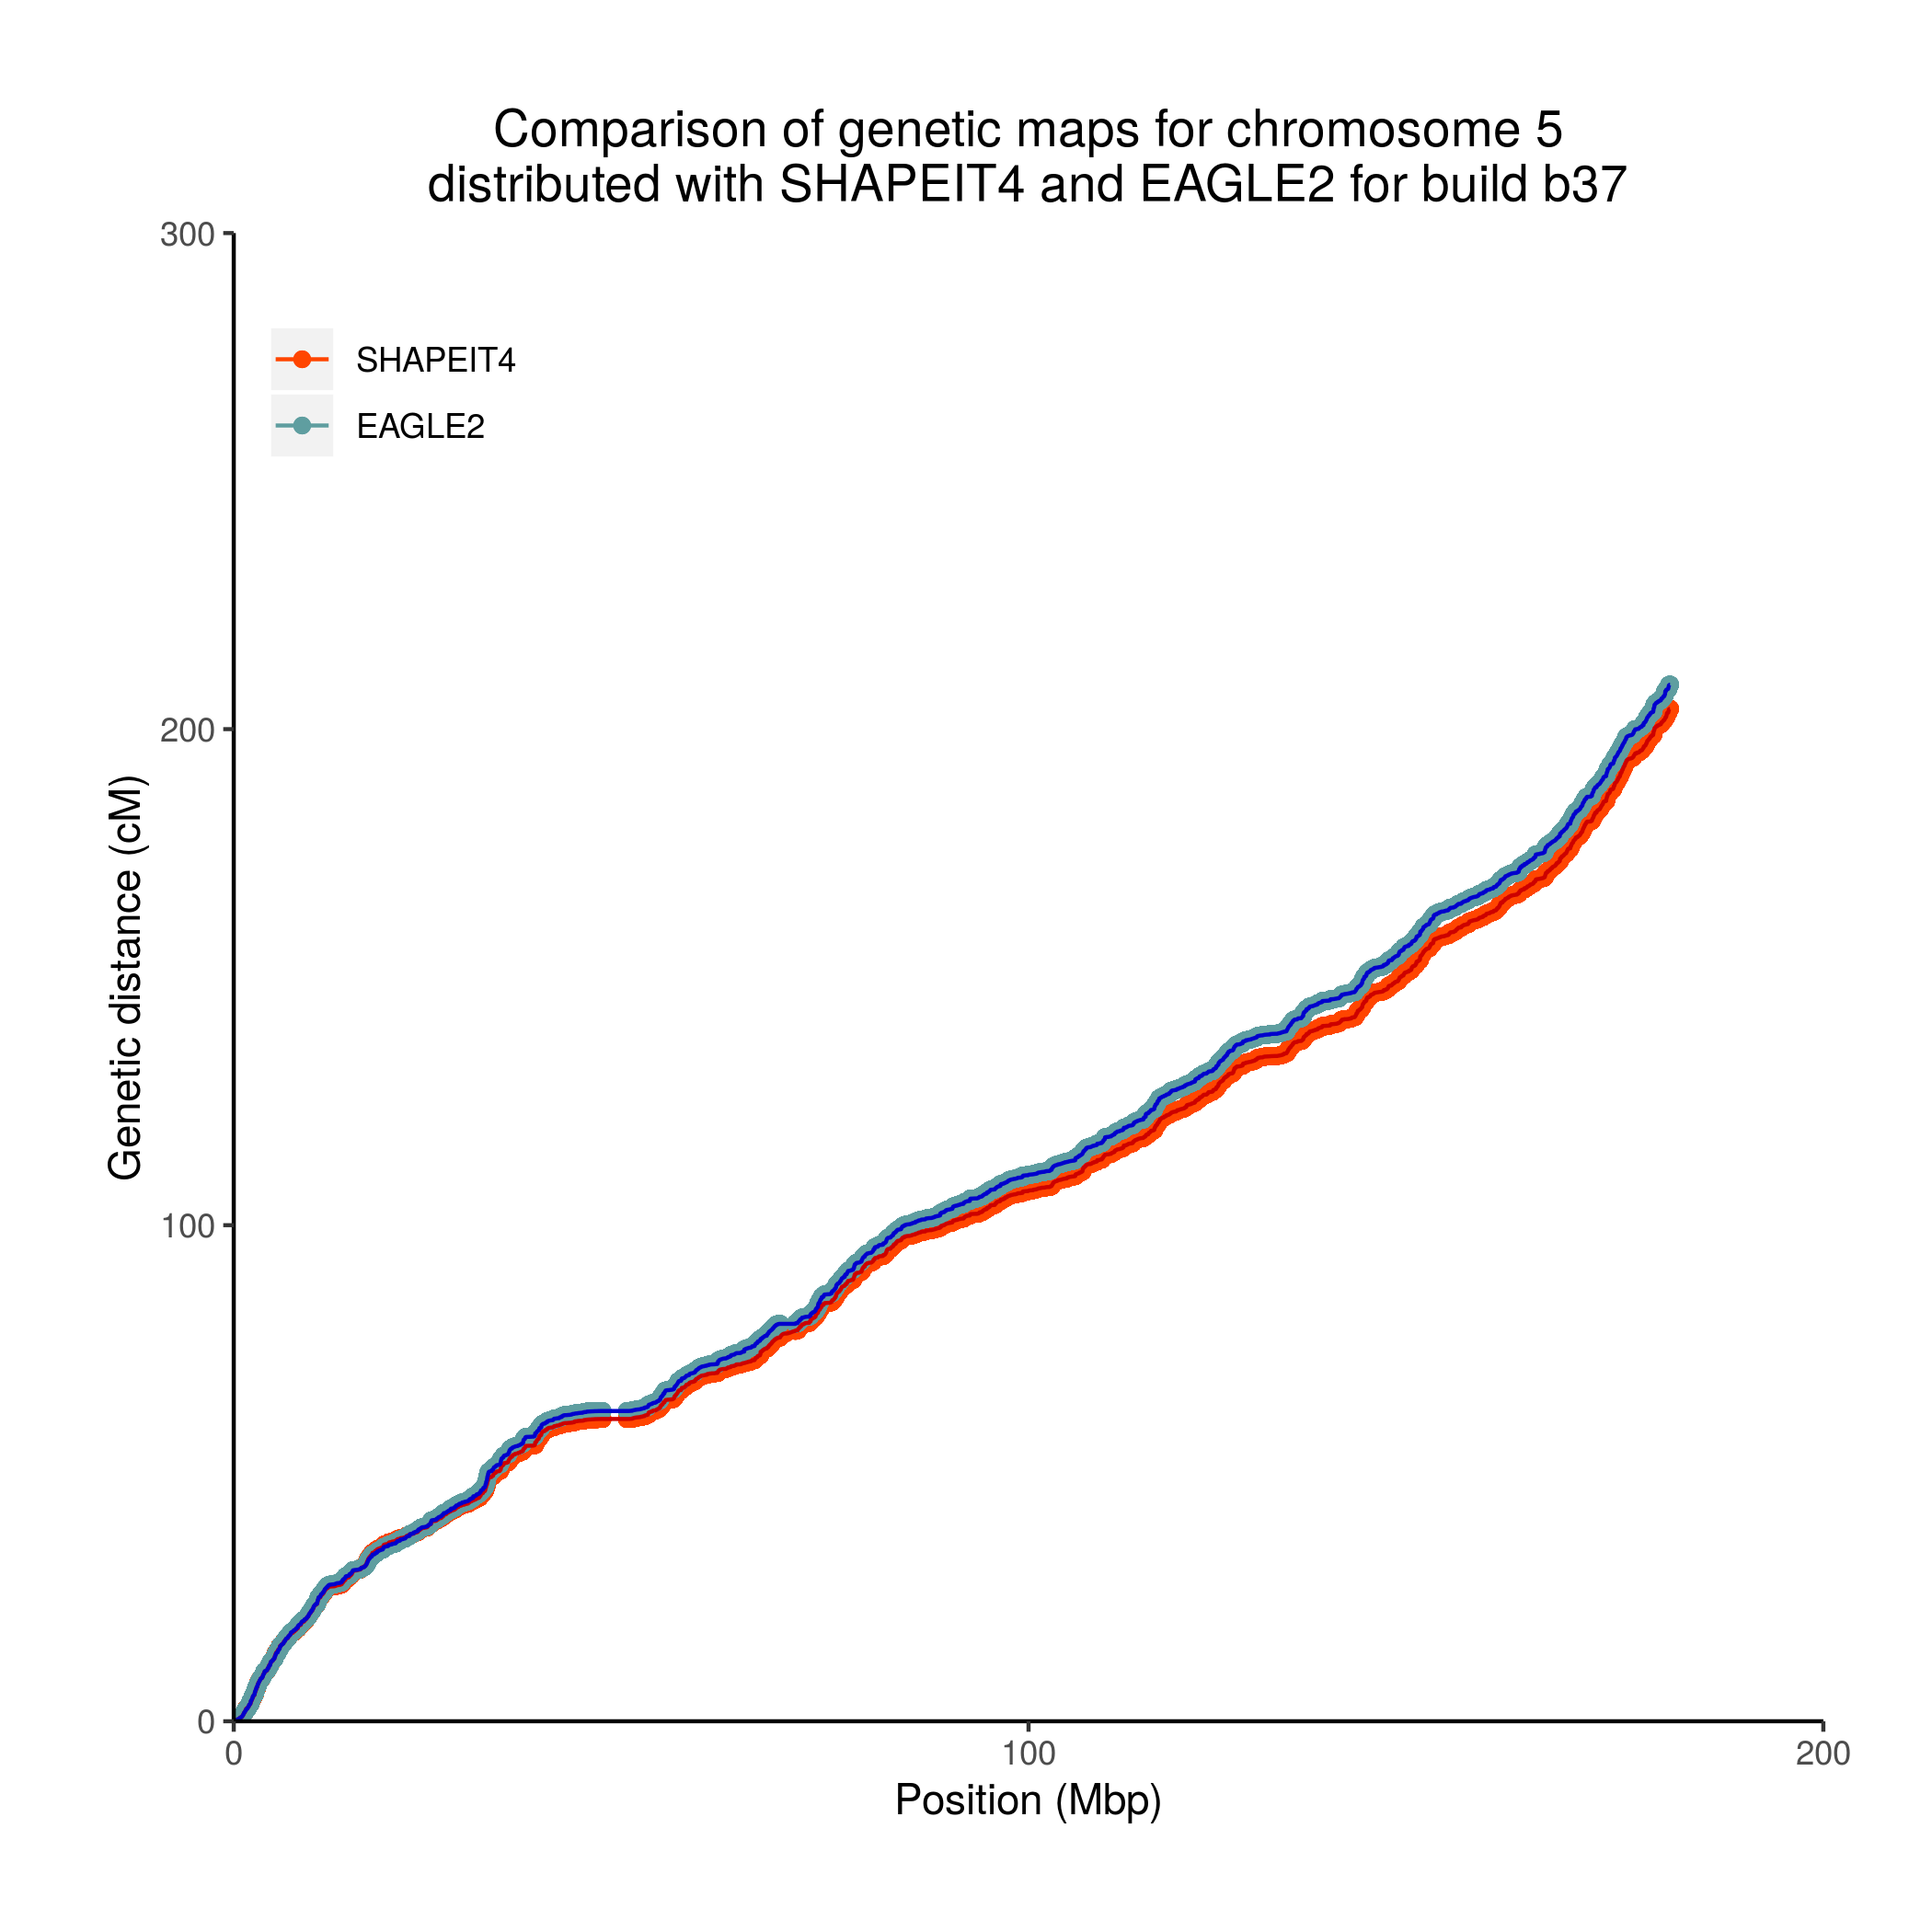 Comparison of genetic maps for chromosome 5
distributed with SHAPEIT4 and EAGLE2 for build b37
300
200
100
0
Genetic distance (cM)
SHAPEIT4
EAGLE2
0
100
200
Position (Mbp)